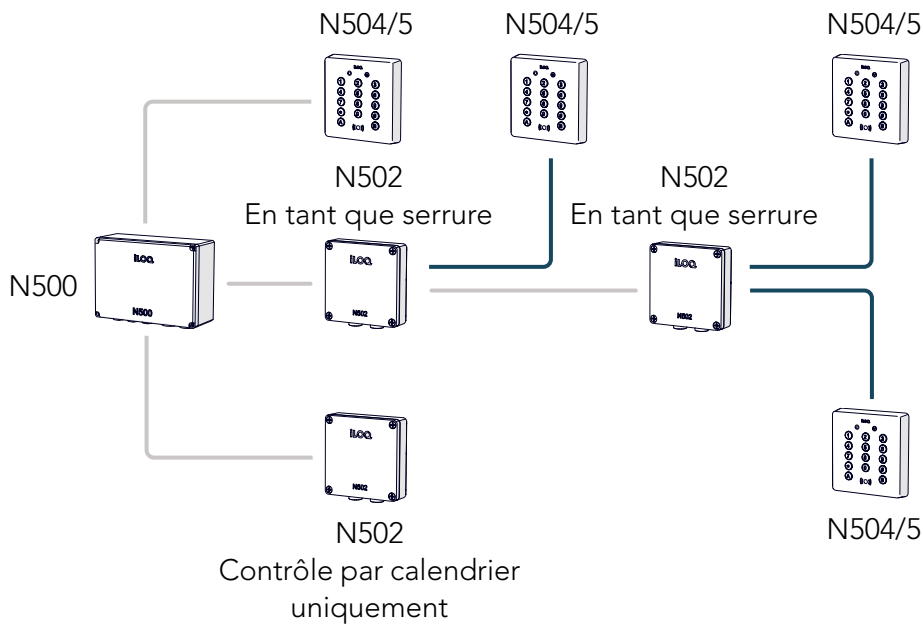 N504/5
N504/5
N504/5
N502
En tant que serrure
N502
En tant que serrure
N500
iLOQ
N500
iLOQ
N502
iLOQ
N502
iLOQ
N502
N502
Contrôle par calendrier
uniquement
N504/5